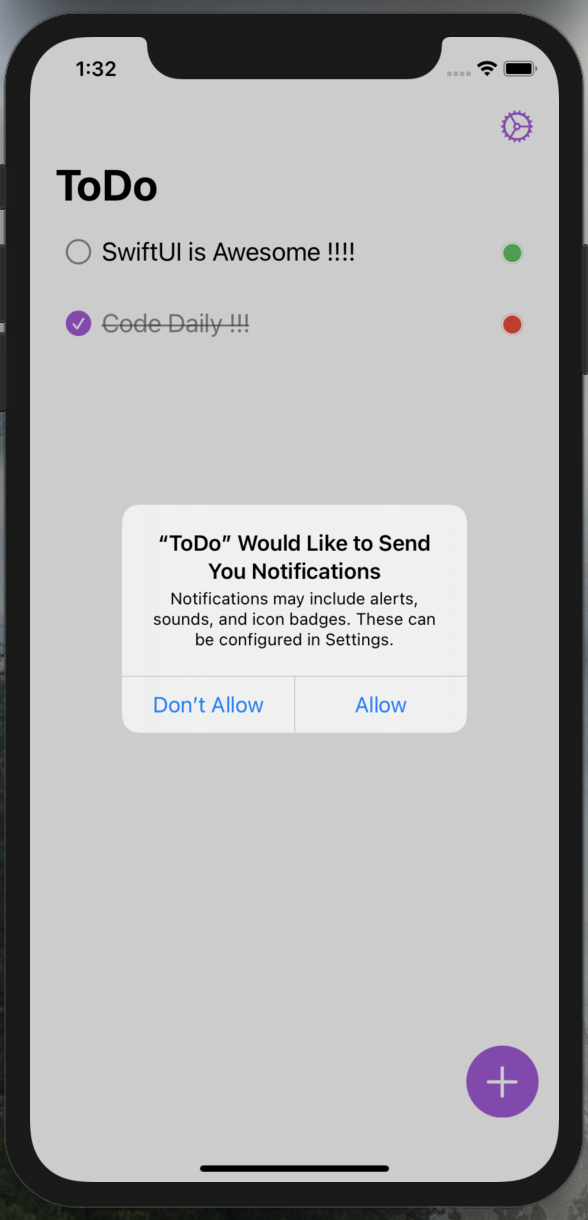 1:32
ToDo
SwiftUI is Awesome !!!!
Code Daily !!!
“ToDo” Would Like to Send
You Notifications
Notifications may include alerts,
sounds, and icon badges. These can
be configured in Settings.
Don’t Allow
Allow